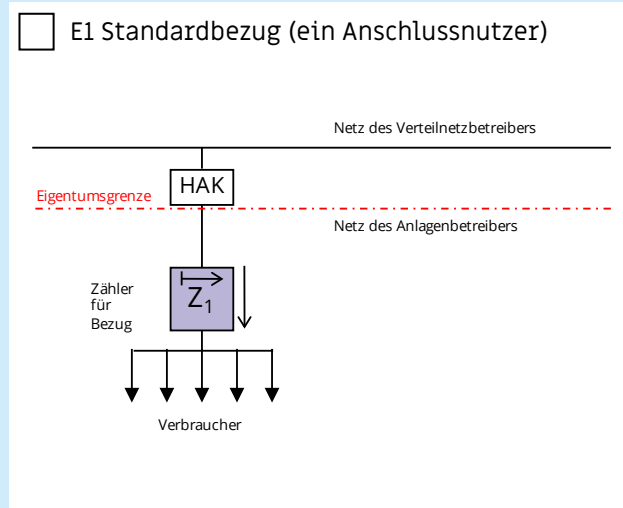 E1 Standardbezug (ein Anschlussnutzer)
Netz des Verteilnetzbetreibers
HAK
Eigentumsgrenze
Netz des Anlagenbetreibers
Zähler
für
Bezug
Z1
Verbraucher